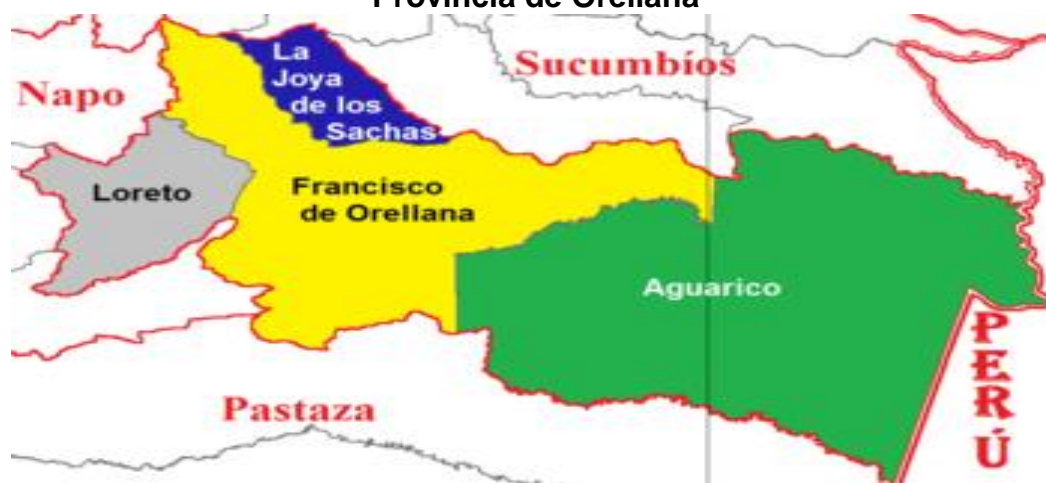 Provincia de Orellana
La
Joya
de los
Sachas
Sucumbíos
Napo
Loreto
Francisco
de Orellana
Aguarico
PERÚ
Pastaza